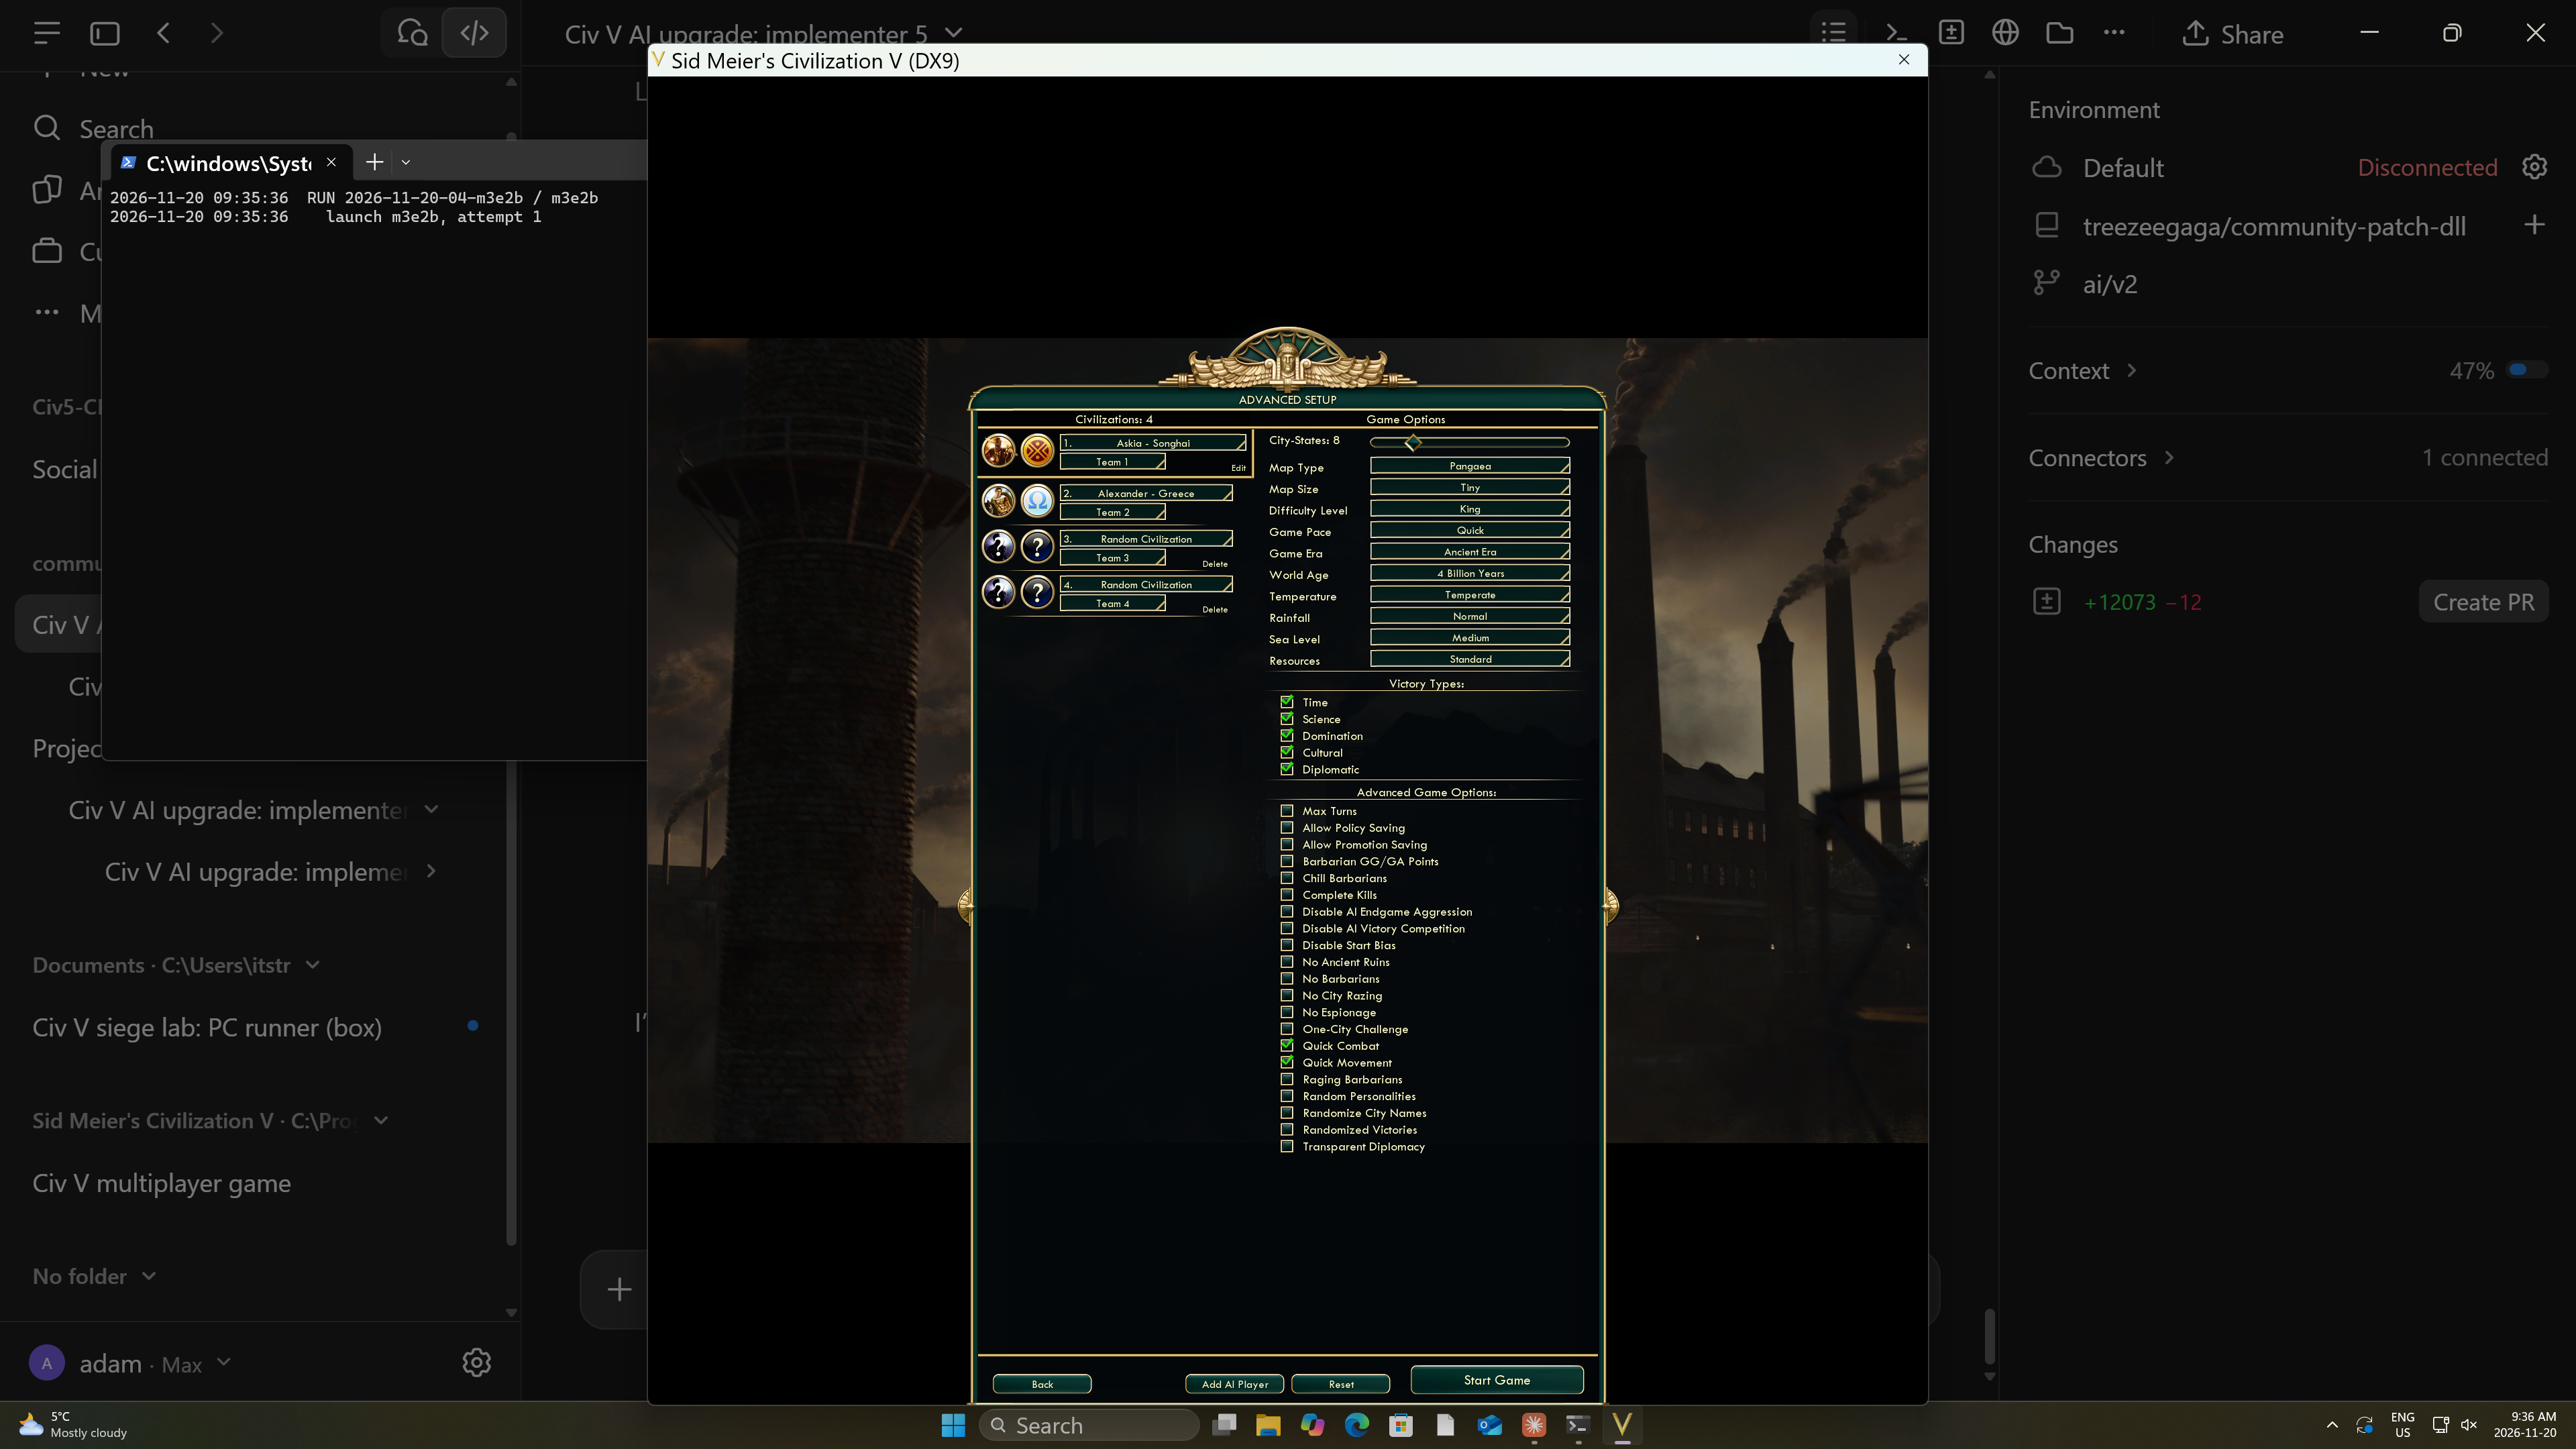 New
Civ V AI upgrade: implementer 5
Share
Sid Meier's Civilization V (DX9)
Search
C:\windows\Syst
2026-11-20 09:35:36  RUN 2026-11-20-04-m3e2b / m3e2b
2026-11-20 09:35:36    launch m3e2b, attempt 1
Social
Civ V
Civ
Documents · C:\Users\itstr
Civ V AI upgrade: implementer
Civ V AI upgrade: impleme
Civ V siege lab: PC runner (box)
Sid Meier's Civilization V · C:\Pro
Civ V multiplayer game
No folder
A
adam · Max
ADVANCED SETUP
Civilizations: 4
1. Askia - Songhai
Team 1
Edit
2. Alexander - Greece
Team 2
3. Random Civilization
Team 3
Delete
4. Random Civilization
Team 4
Delete
Game Options
City-States: 8
Map Type Pangaea
Map Size Tiny
Difficulty Level King
Game Pace Quick
Game Era Ancient Era
World Age 4 Billion Years
Temperature Temperate
Rainfall Normal
Sea Level Medium
Resources Standard
Victory Types:
Time
Science
Domination
Cultural
Diplomatic
Advanced Game Options:
Max Turns
Allow Policy Saving
Allow Promotion Saving
Barbarian GG/GA Points
Chill Barbarians
Complete Kills
Disable AI Endgame Aggression
Disable AI Victory Competition
Disable Start Bias
No Ancient Ruins
No Barbarians
No City Razing
No Espionage
One-City Challenge
Quick Combat
Quick Movement
Raging Barbarians
Random Personalities
Randomize City Names
Randomized Victories
Transparent Diplomacy
Back
Add AI Player
Reset
Start Game
Environment
Default Disconnected
treezeegaga/community-patch-dll
ai/v2
Context 47%
Connectors 1 connected
Changes
+12073 −12 Create PR
5°C
Mostly cloudy
Search
ENG
US
9:36 AM
2026-11-20